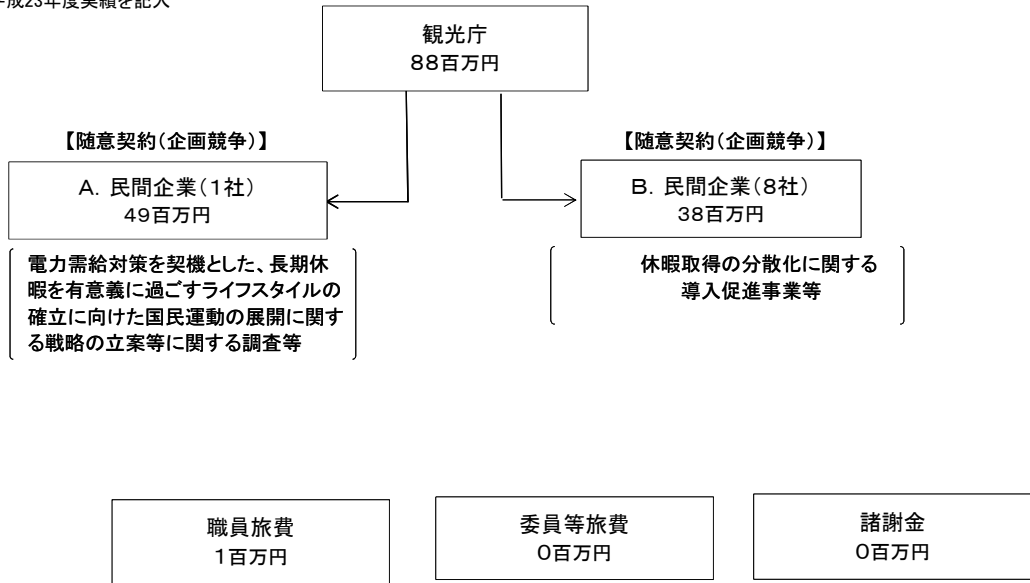 成23年度実績を記入
観光庁
88百万円
【随意契約(企画競争)】
A. 民間企業(1社)
49百万円
電力需給対策を契機とした、長期休
暇を有意義に過ごすライフスタイルの
確立に向けた国民運動の展開に関す
る戦略の立案等に関する調査等
【随意契約(企画競争)】
B. 民間企業(8社)
38百万円
休暇取得の分散化に関する
導入促進事業等
職員旅費
1百万円
委員等旅費
0百万円
諸謝金
0百万円